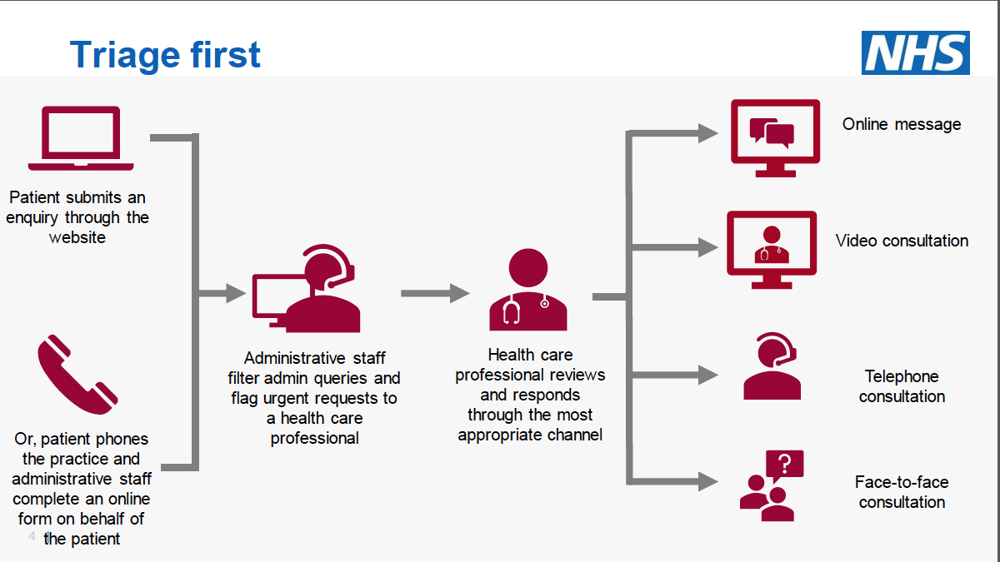 Triage first
NHS
Patient submits an
enquiry through the
website
Or, patient phones
the practice and
administrative staff
complete an online
form on behalf of
the patient
4
Administrative staff
filter admin queries and
flag urgent requests to
a health care
professional
Health care
professional reviews
and responds
through the most
appropriate channel
Online message
Video consultation
Telephone
consultation
?
Face-to-face
consultation